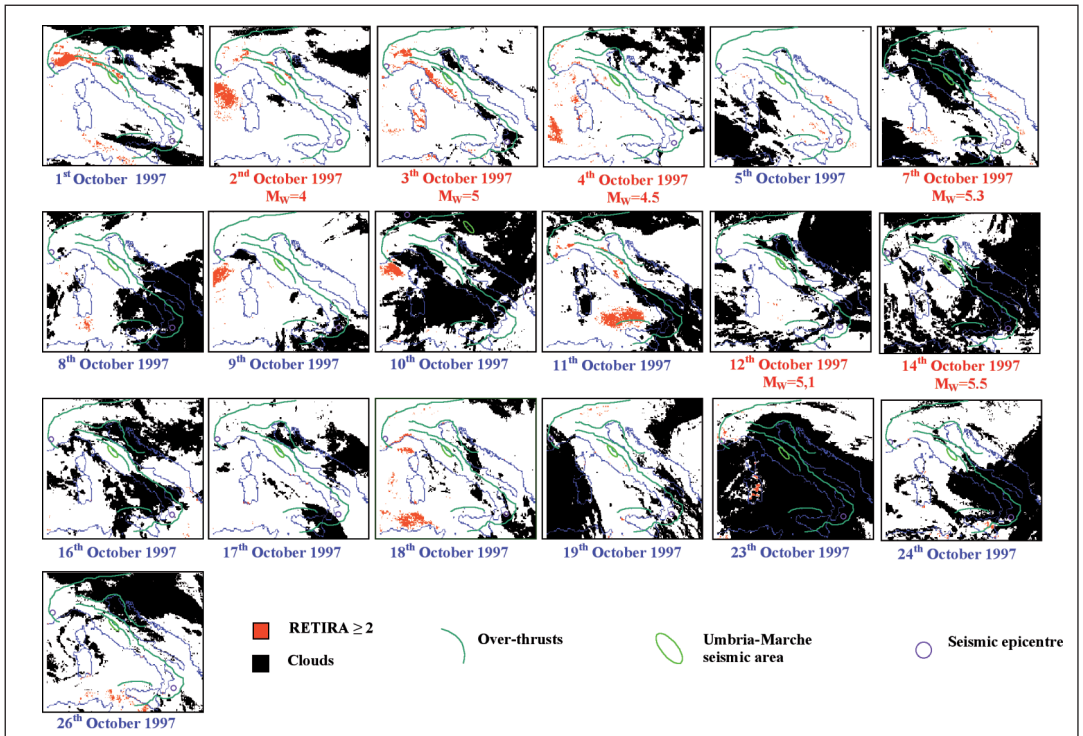 1st October 1997
2nd October 1997
Mw=4
3th October 1997
Mw=5
4th October 1997
Mw=4.5
5th October 1997
7th October 1997
Mw=5.3
8th October 1997
9th October 1997
10th October 1997
11th October 1997
12th October 1997
Mw=5,1
14th October 1997
Mw=5.5
16th October 1997
17th October 1997
18th October 1997
19th October 1997
23th October 1997
24th October 1997
26th October 1997
RETIRA ≥ 2
Clouds
Over-thrusts
Umbria-Marche
seismic area
Seismic epicentre